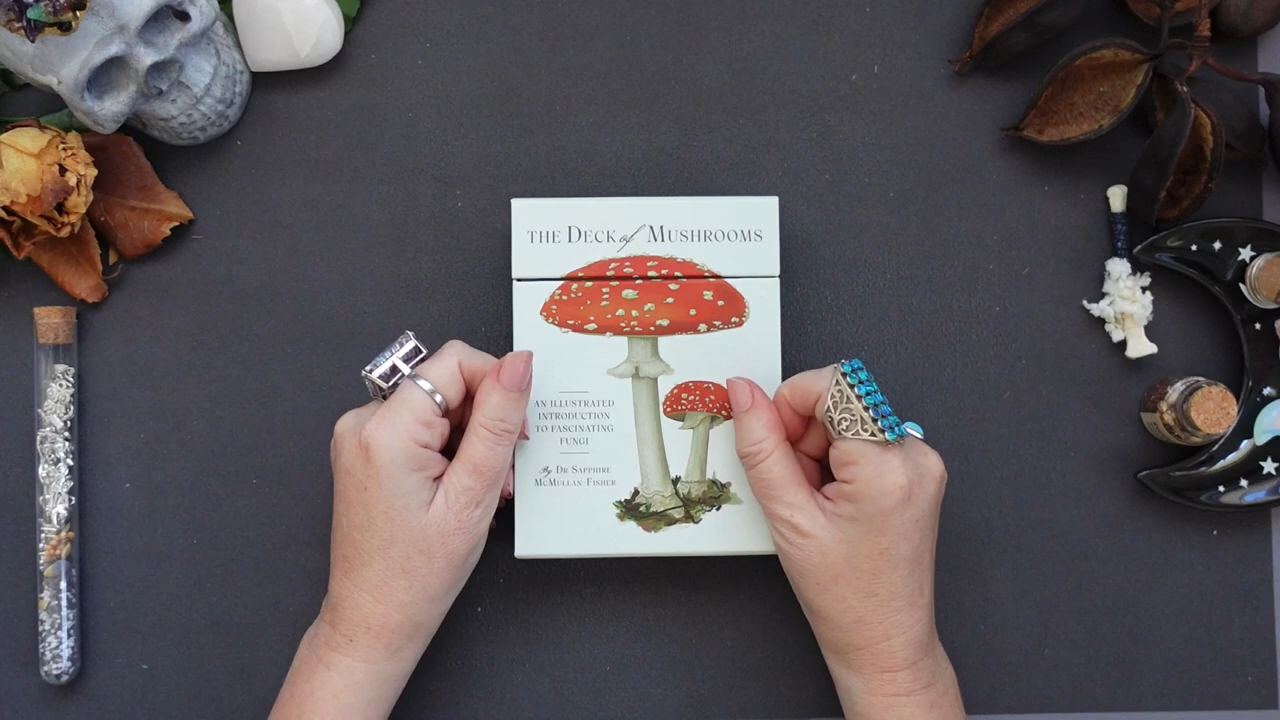 THE DECK of MUSHROOMS
AN ILLUSTRATED
INTRODUCTION
TO FASCINATING
FUNGI
By DR SAPPHIRE
MCMULLAN-FISHER